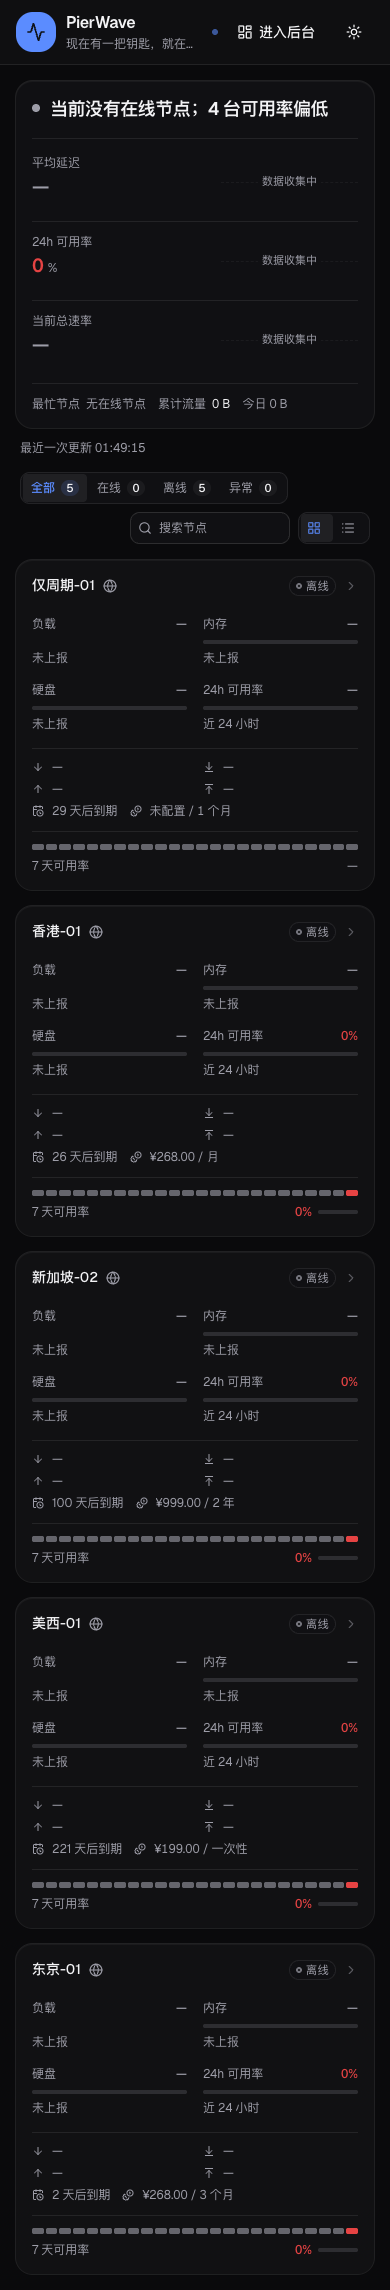 PierWave
现在有一把钥匙，就在…
进入后台
当前没有在线节点；4 台可用率偏低
平均延迟
—
数据收集中
24h 可用率
0 %
数据收集中
当前总速率
—
数据收集中
最忙节点 无在线节点 累计流量 0 B 今日 0 B
最近一次更新 01:49:15
全部 5 在线 0 离线 5 异常 0
搜索节点
仅周期-01 离线
负载 — 内存 —
未上报 未上报
硬盘 — 24h 可用率 —
未上报 近 24 小时
↓ — ↓ —
↑ — ↑ —
29 天后到期 未配置 / 1 个月
7 天可用率 —
香港-01 离线
负载 — 内存 —
未上报 未上报
硬盘 — 24h 可用率 0%
未上报 近 24 小时
↓ — ↓ —
↑ — ↑ —
26 天后到期 ¥268.00 / 月
7 天可用率 0%
新加坡-02 离线
负载 — 内存 —
未上报 未上报
硬盘 — 24h 可用率 0%
未上报 近 24 小时
↓ — ↓ —
↑ — ↑ —
100 天后到期 ¥999.00 / 2 年
7 天可用率 0%
美西-01 离线
负载 — 内存 —
未上报 未上报
硬盘 — 24h 可用率 0%
未上报 近 24 小时
↓ — ↓ —
↑ — ↑ —
221 天后到期 ¥199.00 / 一次性
7 天可用率 0%
东京-01 离线
负载 — 内存 —
未上报 未上报
硬盘 — 24h 可用率 0%
未上报 近 24 小时
↓ — ↓ —
↑ — ↑ —
2 天后到期 ¥268.00 / 3 个月
7 天可用率 0%